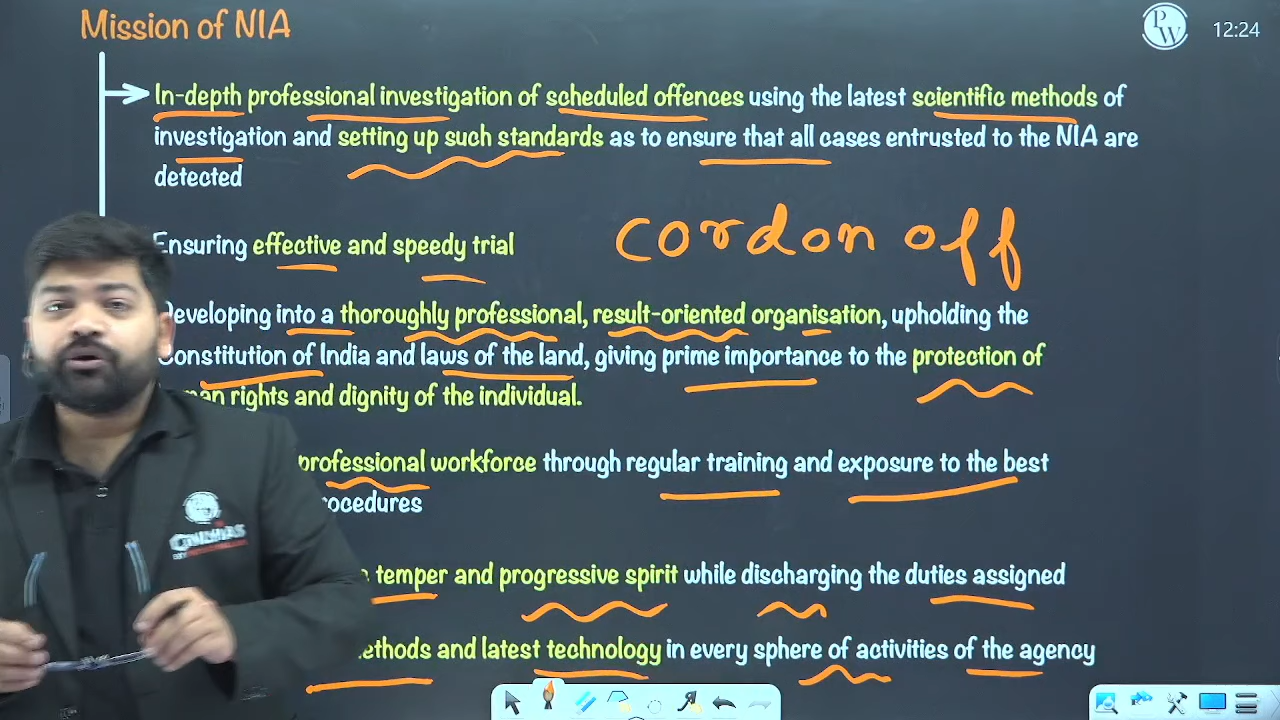 Mission of NIA
PW 12:24
In-depth professional investigation of scheduled offences using the latest scientific methods of
investigation and setting up such standards as to ensure that all cases entrusted to the NIA are
detected
Ensuring effective and speedy trial
cordon off
Developing into a thoroughly professional, result-oriented organisation, upholding the
Constitution of India and laws of the land, giving prime importance to the protection of
rights and dignity of the individual.
professional workforce through regular training and exposure to the best
temper and progressive spirit while discharging the duties assigned
and latest technology in every sphere of activities of the agency